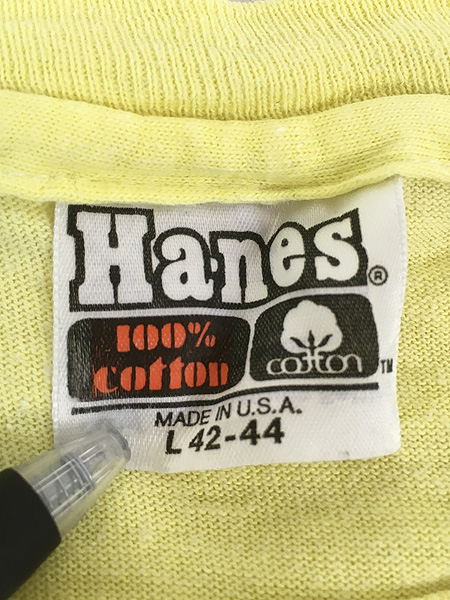 Hanes®
100%
cotton
cotton
TM
MADE IN U.S.A.
L 42-44